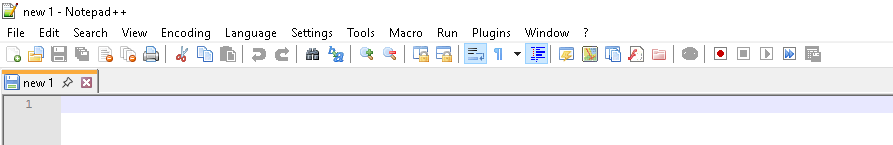 new 1 - Notepad++
File Edit Search View Encoding Language Settings Tools Macro Run Plugins Window ?
new 1
1